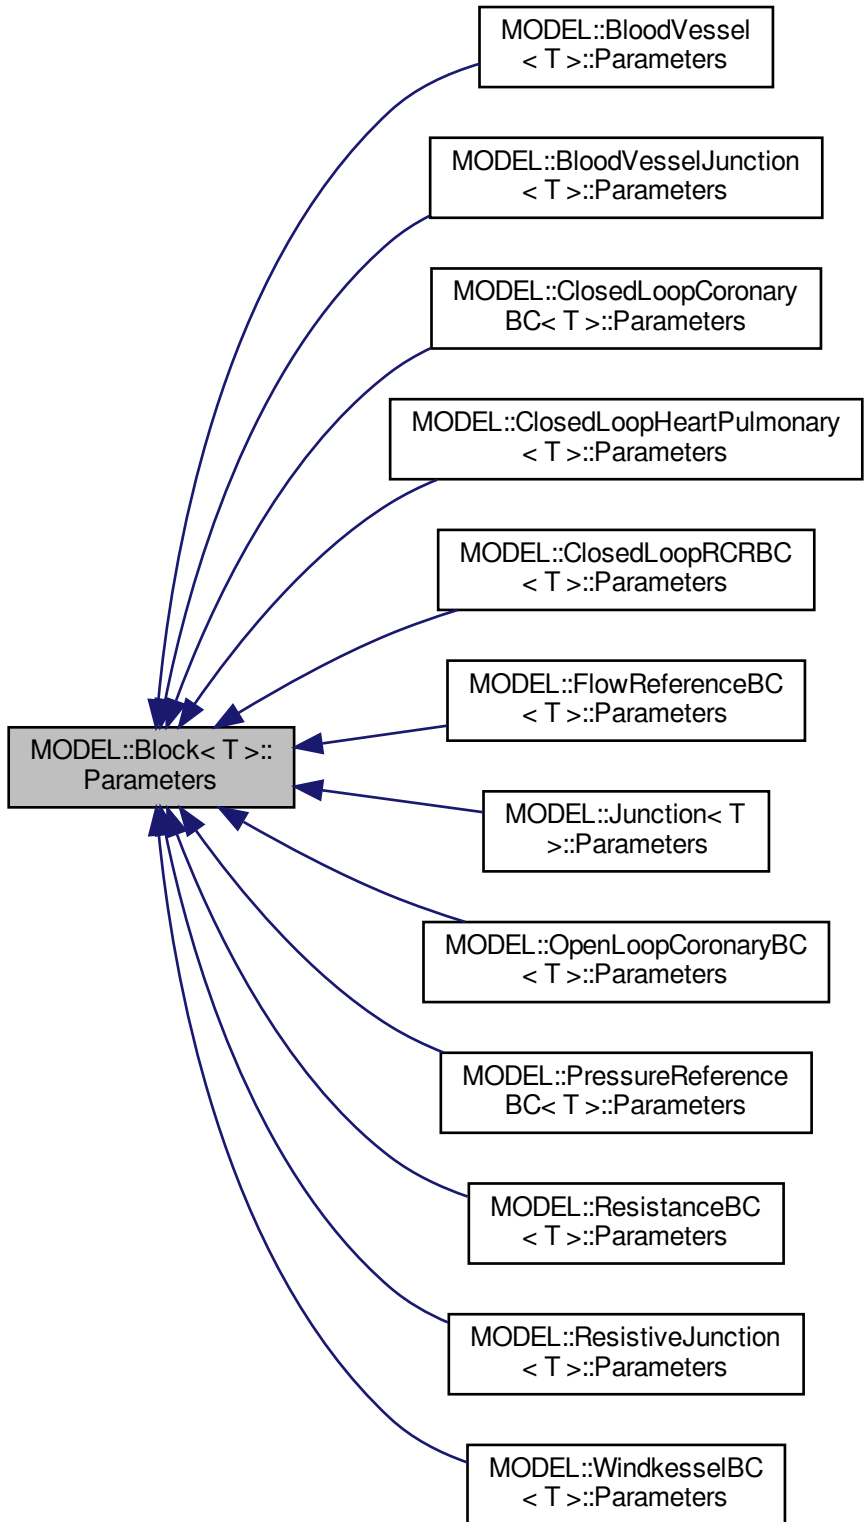 MODEL::BloodVessel
< T >::Parameters
MODEL::BloodVesselJunction
< T >::Parameters
MODEL::ClosedLoopCoronary
BC< T >::Parameters
MODEL::ClosedLoopHeartPulmonary
< T >::Parameters
MODEL::ClosedLoopRCRBC
< T >::Parameters
MODEL::FlowReferenceBC
< T >::Parameters
MODEL::Block< T >::
Parameters
MODEL::Junction< T
>::Parameters
MODEL::OpenLoopCoronaryBC
< T >::Parameters
MODEL::PressureReference
BC< T >::Parameters
MODEL::ResistanceBC
< T >::Parameters
MODEL::ResistiveJunction
< T >::Parameters
MODEL::WindkesselBC
< T >::Parameters